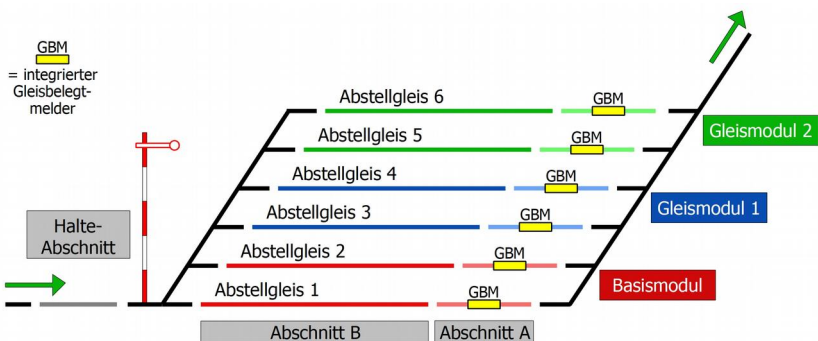 GBM
= integrierter
Gleisbelegt-
melder
Abstellgleis 6
GBM
Abstellgleis 5
GBM
Gleismodul 2
Abstellgleis 4
GBM
Halte-
Abschnitt
Abstellgleis 3
GBM
Gleismodul 1
Abstellgleis 2
GBM
Basismodul
Abstellgleis 1
GBM
Abschnitt B
Abschnitt A